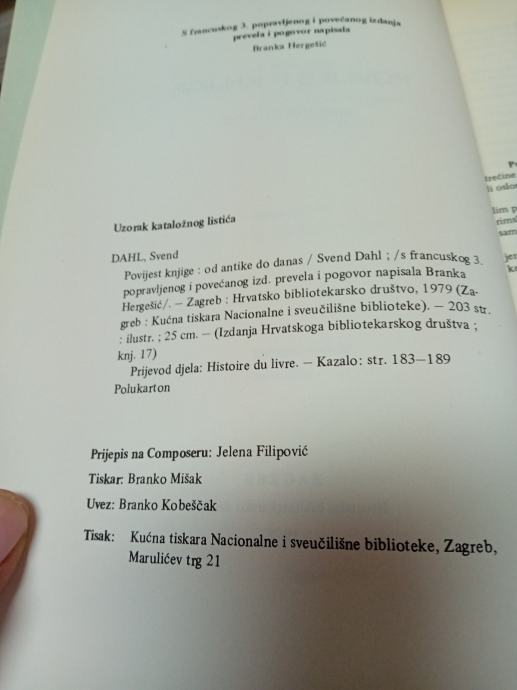 S francuskog 3. popravljenog i povećanog izdanja
prevela i pogovor napisala
Branka Hergešić
Uzorak kataložnog listića
DAHL, Svend
Povijest knjige : od antike do danas / Svend Dahl ; /s francuskog 3.
popravljenog i povećanog izd. prevela i pogovor napisala Branka
Hergešić/. — Zagreb : Hrvatsko bibliotekarsko društvo, 1979 (Za-
greb : Kućna tiskara Nacionalne i sveučilišne biblioteke). — 203 str.
: ilustr. ; 25 cm. — (Izdanja Hrvatskoga bibliotekarskog društva ;
knj. 17)
Prijevod djela: Histoire du livre. — Kazalo: str. 183—189
Polukarton
Prijepis na Composeru: Jelena Filipović
Tiskar: Branko Mišak
Uvez: Branko Kobeščak
Tisak: Kućna tiskara Nacionalne i sveučilišne biblioteke, Zagreb,
Marulićev trg 21